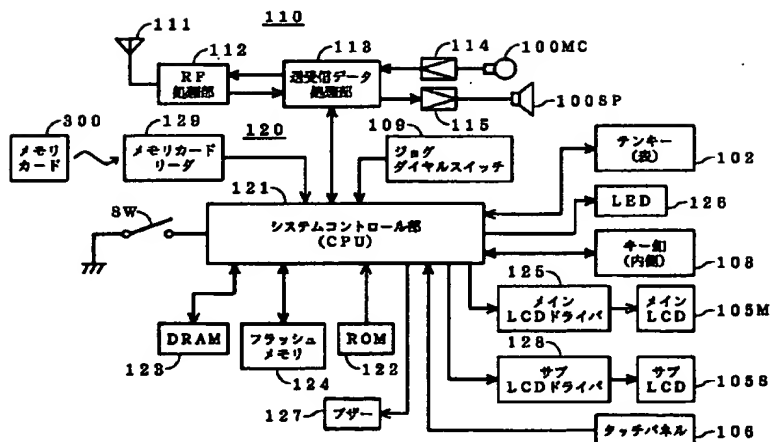 110
111
112
RF
処理部
113
送受信データ
処理部
114
100MC
115
100SP
300
メモリ
カード
129
メモリカード
リーダ
120
109
ジョグ
ダイヤルスイッチ
テンキー
(表)
102
121
システムコントロール部
(CPU)
SW
LED
126
キー釦
(内側)
108
125
メイン
LCDドライバ
メイン
LCD
105M
DRAM
123
フラッシュ
メモリ
124
ROM
122
128
サブ
LCDドライバ
サブ
LCD
105S
127
ブザー
タッチパネル
106